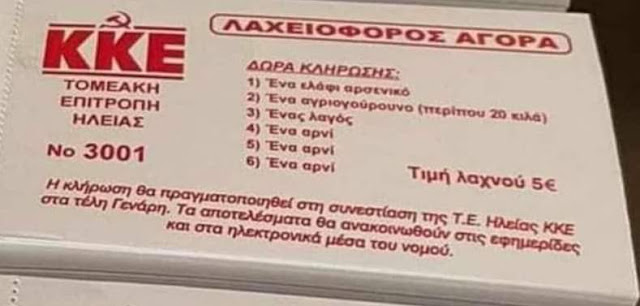 ΛΑΧΕΙΟΦΟΡΟΣ ΑΓΟΡΑ
ΚΚΕ
ΤΟΜΕΑΚΗ
ΕΠΙΤΡΟΠΗ
ΗΛΕΙΑΣ
Νο 3001
ΔΩΡΑ ΚΛΗΡΩΣΗΣ:
1) Ένα ελάφι αρσενικό
2) Ένα αγριογούρουνο (περίπου 20 κιλά)
3) Ένας λαγός
4) Ένα αρνί
5) Ένα αρνί
6) Ένα αρνί
Τιμή λαχνού 5€
Η κλήρωση θα πραγματοποιηθεί στη συνεστίαση της Τ.Ε. Ηλείας ΚΚΕ
στα τέλη Γενάρη. Τα αποτελέσματα θα ανακοινωθούν στις εφημερίδες
και στα ηλεκτρονικά μέσα του νομού.